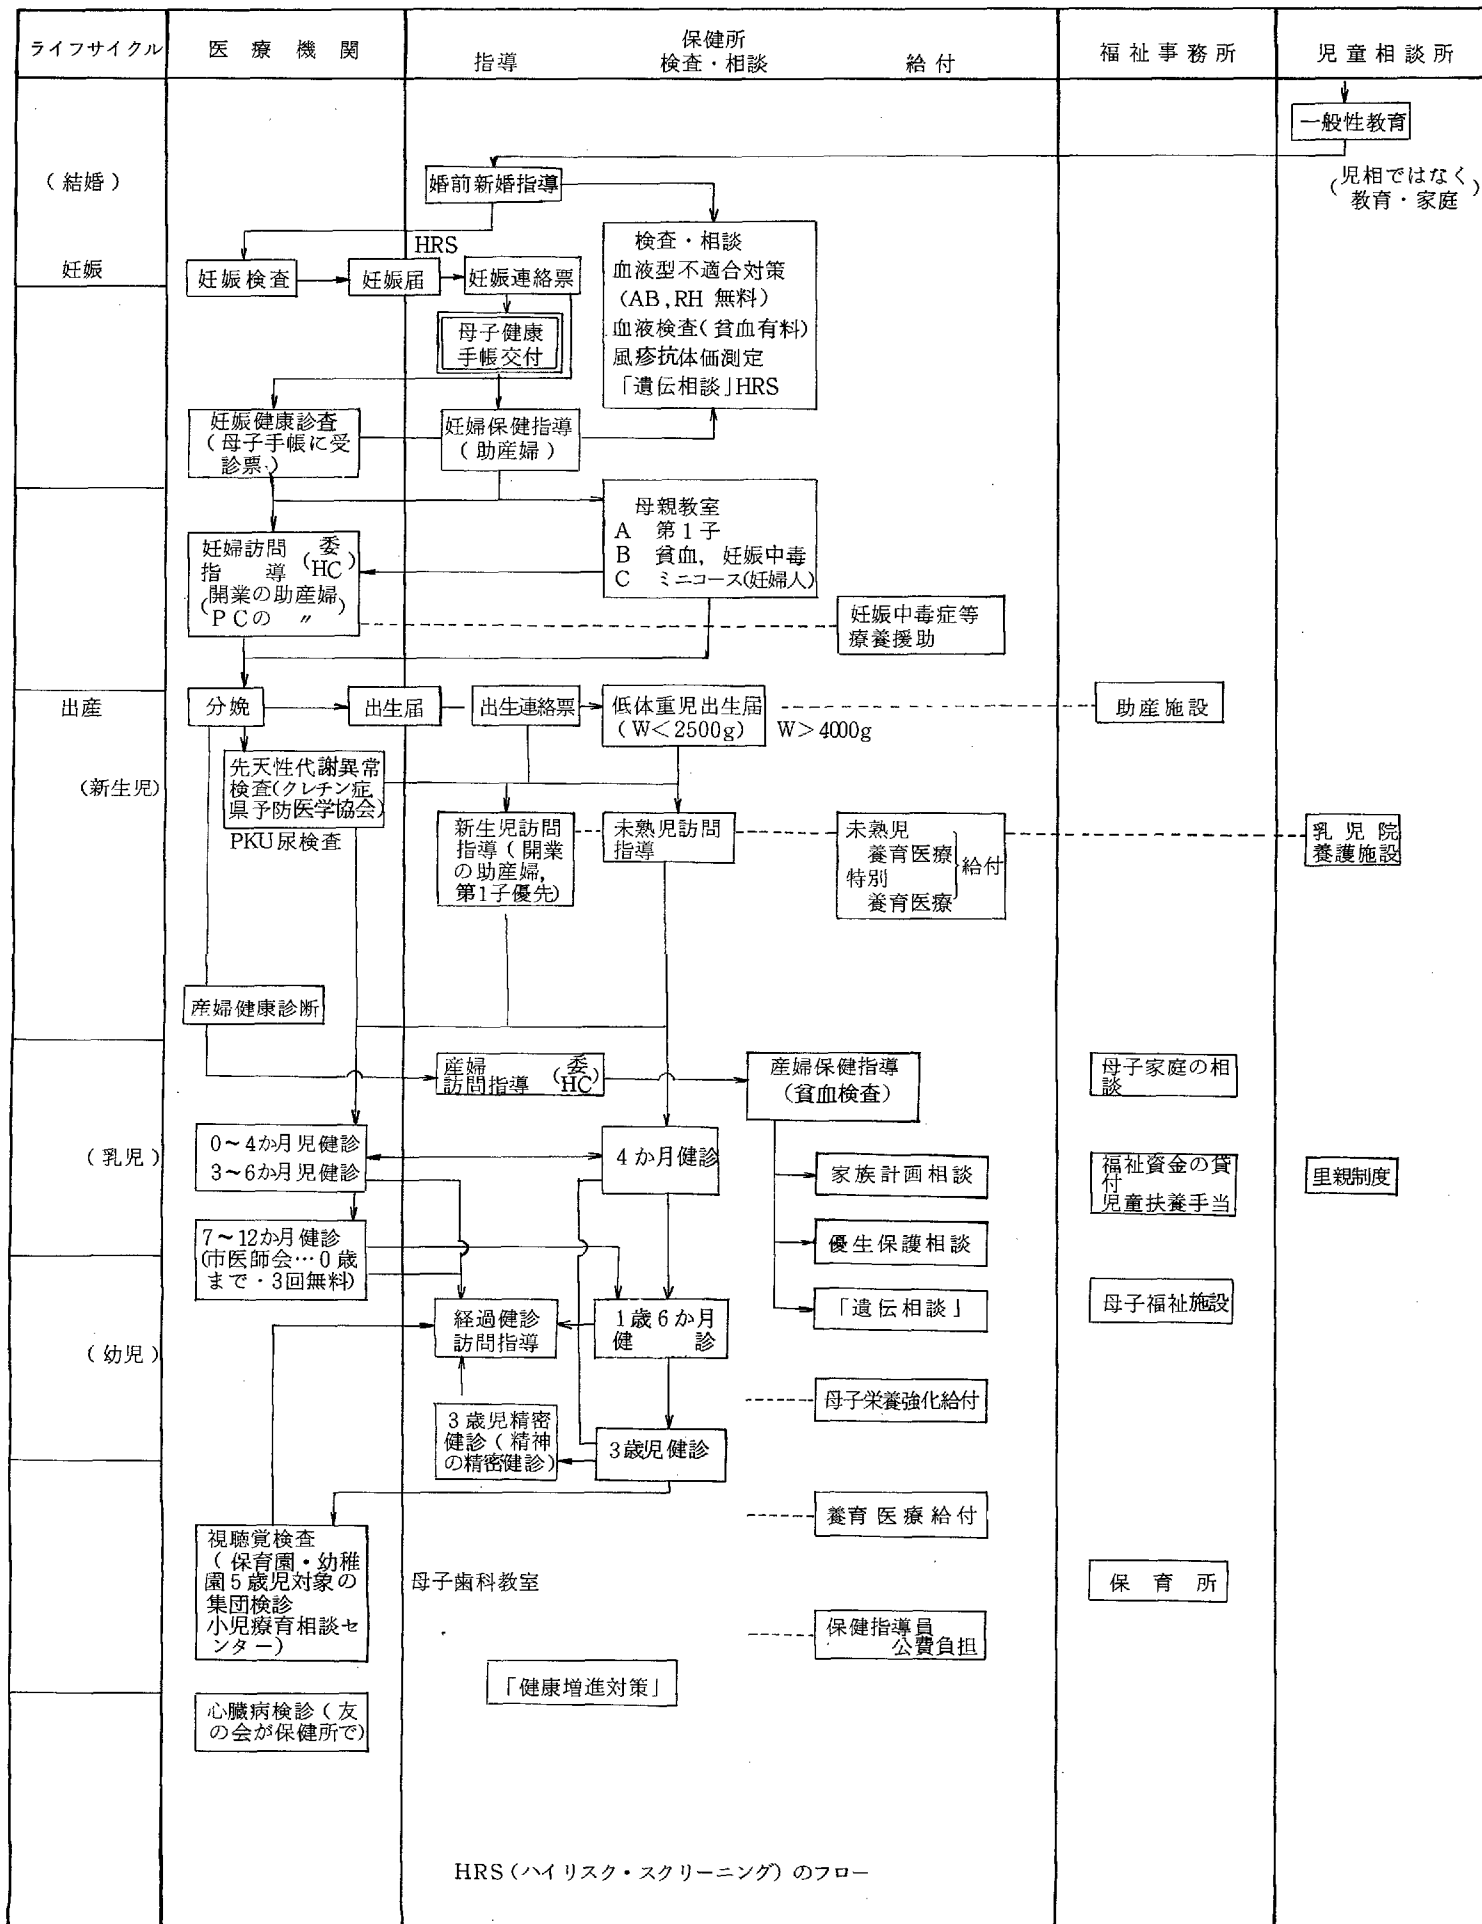 ライフサイクル
医療機関
保健所
指導
検査・相談
給付
福祉事務所
児童相談所
一般性教育
(児相ではなく
教育・家庭)
(結婚)
婚前新婚指導
妊娠
妊娠検査
妊娠届
HRS
妊娠連絡票
検査・相談
血液型不適合対策
(AB,RH 無料)
血液検査(貧血有料)
風疹抗体価測定
「遺伝相談」HRS
母子健康
手帳交付
妊娠健康診査
(母子手帳に受
診票)
妊婦保健指導
(助産婦)
母親教室
A 第1子
B 貧血,妊娠中毒
C ミニコース(妊婦人)
妊婦訪問
指 導
(委
HC)
(開業の助産婦
PCの 〃)
妊娠中毒症等
療養援助
出産
分娩
出生届
出生連絡票
低体重児出生届
(W<2500g)
W>4000g
助産施設
(新生児)
先天性代謝異常
検査(クレチン症,
県予防医学協会)
PKU尿検査
新生児訪問
指導(開業
の助産婦,
第1子優先)
未熟児訪問
指導
未熟児
養育医療
特別
養育医療
給付
乳児院
養護施設
産婦健康診断
産婦
訪問指導
(委
HC)
産婦保健指導
(貧血検査)
母子家庭の相
談
(乳児)
0~4か月児健診
3~6か月児健診
4か月健診
家族計画相談
福祉資金の貸
付
児童扶養手当
里親制度
7~12か月健診
(市医師会…0歳
まで・3回無料)
優生保護相談
「遺伝相談」
母子福祉施設
(幼児)
経過健診
訪問指導
1歳6か月
健 診
母子栄養強化給付
3歳児精密
健診(精神
の精密健診)
3歳児健診
養育医療給付
視聴覚検査
(保育園・幼稚
園5歳児対象の
集団検診
小児療育相談セ
ンター)
母子歯科教室
保育所
保健指導員
公費負担
「健康増進対策」
心臓病検診(友
の会が保健所で)
HRS(ハイリスク・スクリーニング)のフロー